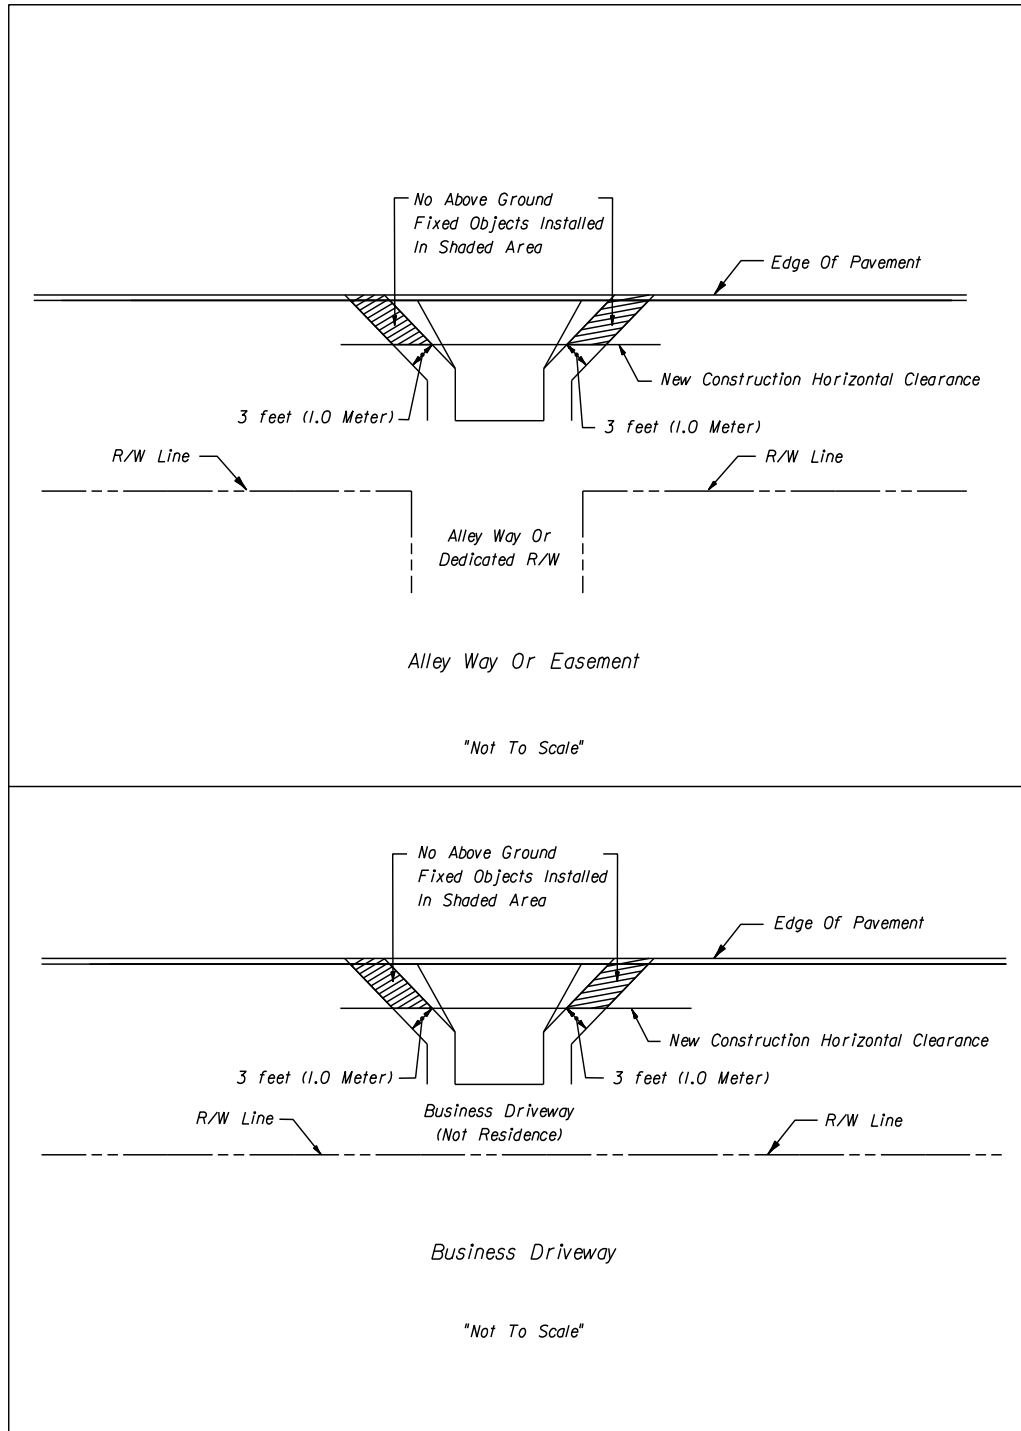 No Above Ground
Fixed Objects Installed
In Shaded Area
Edge Of Pavement
New Construction Horizontal Clearance
3 feet (1.0 Meter)
3 feet (1.0 Meter)
R/W Line
R/W Line
Alley Way Or
Dedicated R/W
Alley Way Or Easement
"Not To Scale"
No Above Ground
Fixed Objects Installed
In Shaded Area
Edge Of Pavement
New Construction Horizontal Clearance
3 feet (1.0 Meter)
3 feet (1.0 Meter)
Business Driveway
(Not Residence)
R/W Line
R/W Line
Business Driveway
"Not To Scale"